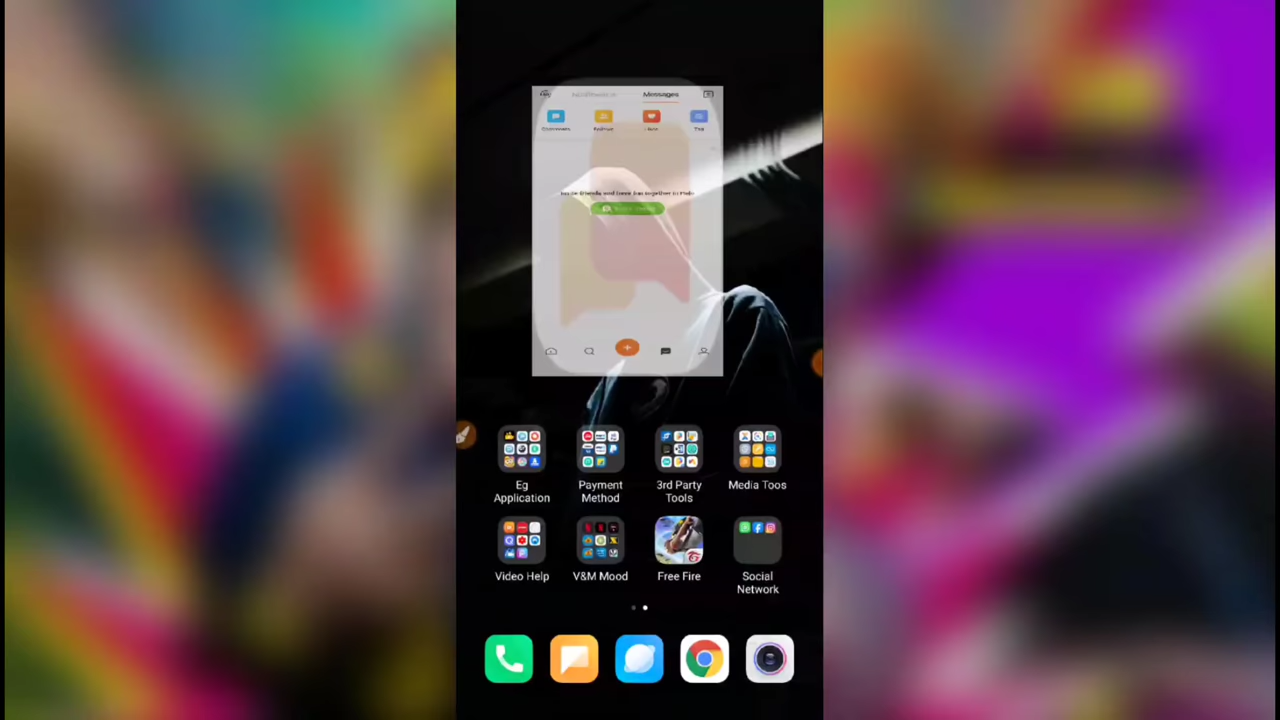 Messages
Eg
Application
Payment
Method
3rd Party
Tools
Media Toos
Video Help
V&M Mood
Free Fire
Social
Network